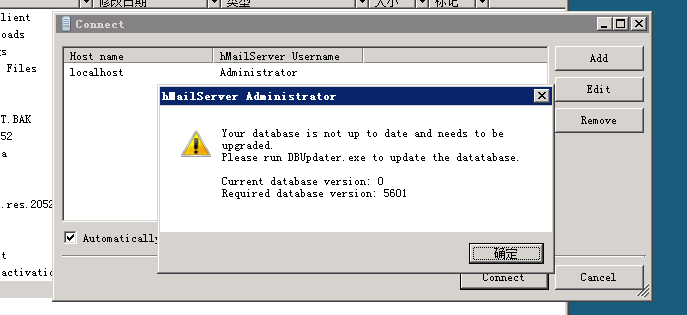 修改日期 类型 大小 标记
lient
oads
gs
Files
T.BAK
52
a
.res.2052
t
activatio
Connect
Host name hMailServer Username
localhost Administrator
Add
Edit
Remove
hMailServer Administrator
Your database is not up to date and needs to be
upgraded.
Please run DBUpdater.exe to update the datatabase.
Current database version: 0
Required database version: 5601
确定
Automatically
Connect
Cancel